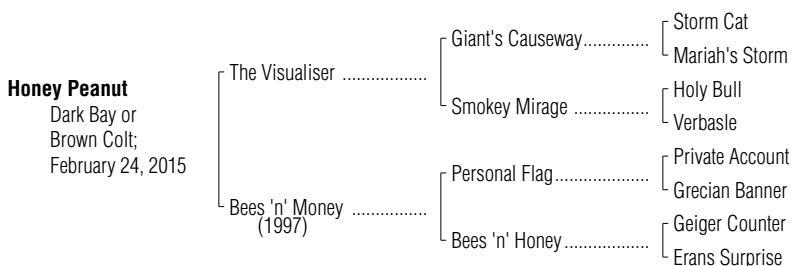 Honey Peanut
Dark Bay or
Brown Colt;
February 24, 2015
The Visualiser ..................
Bees 'n' Money ................
(1997)
Giant's Causeway..............
Smokey Mirage ................
Personal Flag....................
Bees 'n' Honey..................
Storm Cat
Mariah's Storm
Holy Bull
Verbasle
Private Account
Grecian Banner
Geiger Counter
Erans Surprise